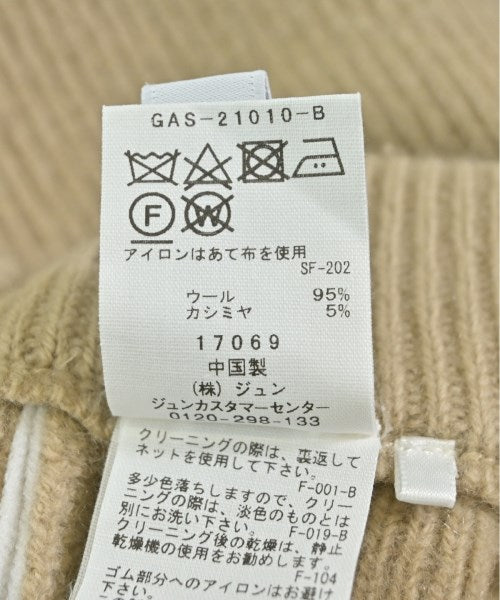 GAS-21010-B
F W
アイロンはあて布を使用
SF-202
ウール 95%
カシミヤ 5%
17069
中国製
(株) ジュン
ジュンカスタマーセンター
0120-298-133
クリーニングの際は、裏返して
ネットを使用して下さい。
F-001-B
多少色落ちしますので、クリー
ニングの際は、淡色のものとは
別にお洗い下さい。
F-019-B
クリーニング後の乾燥は、静止
乾燥機の使用をお勧めします。
F-104
ゴム部分へのアイロンはお避け
下さい。